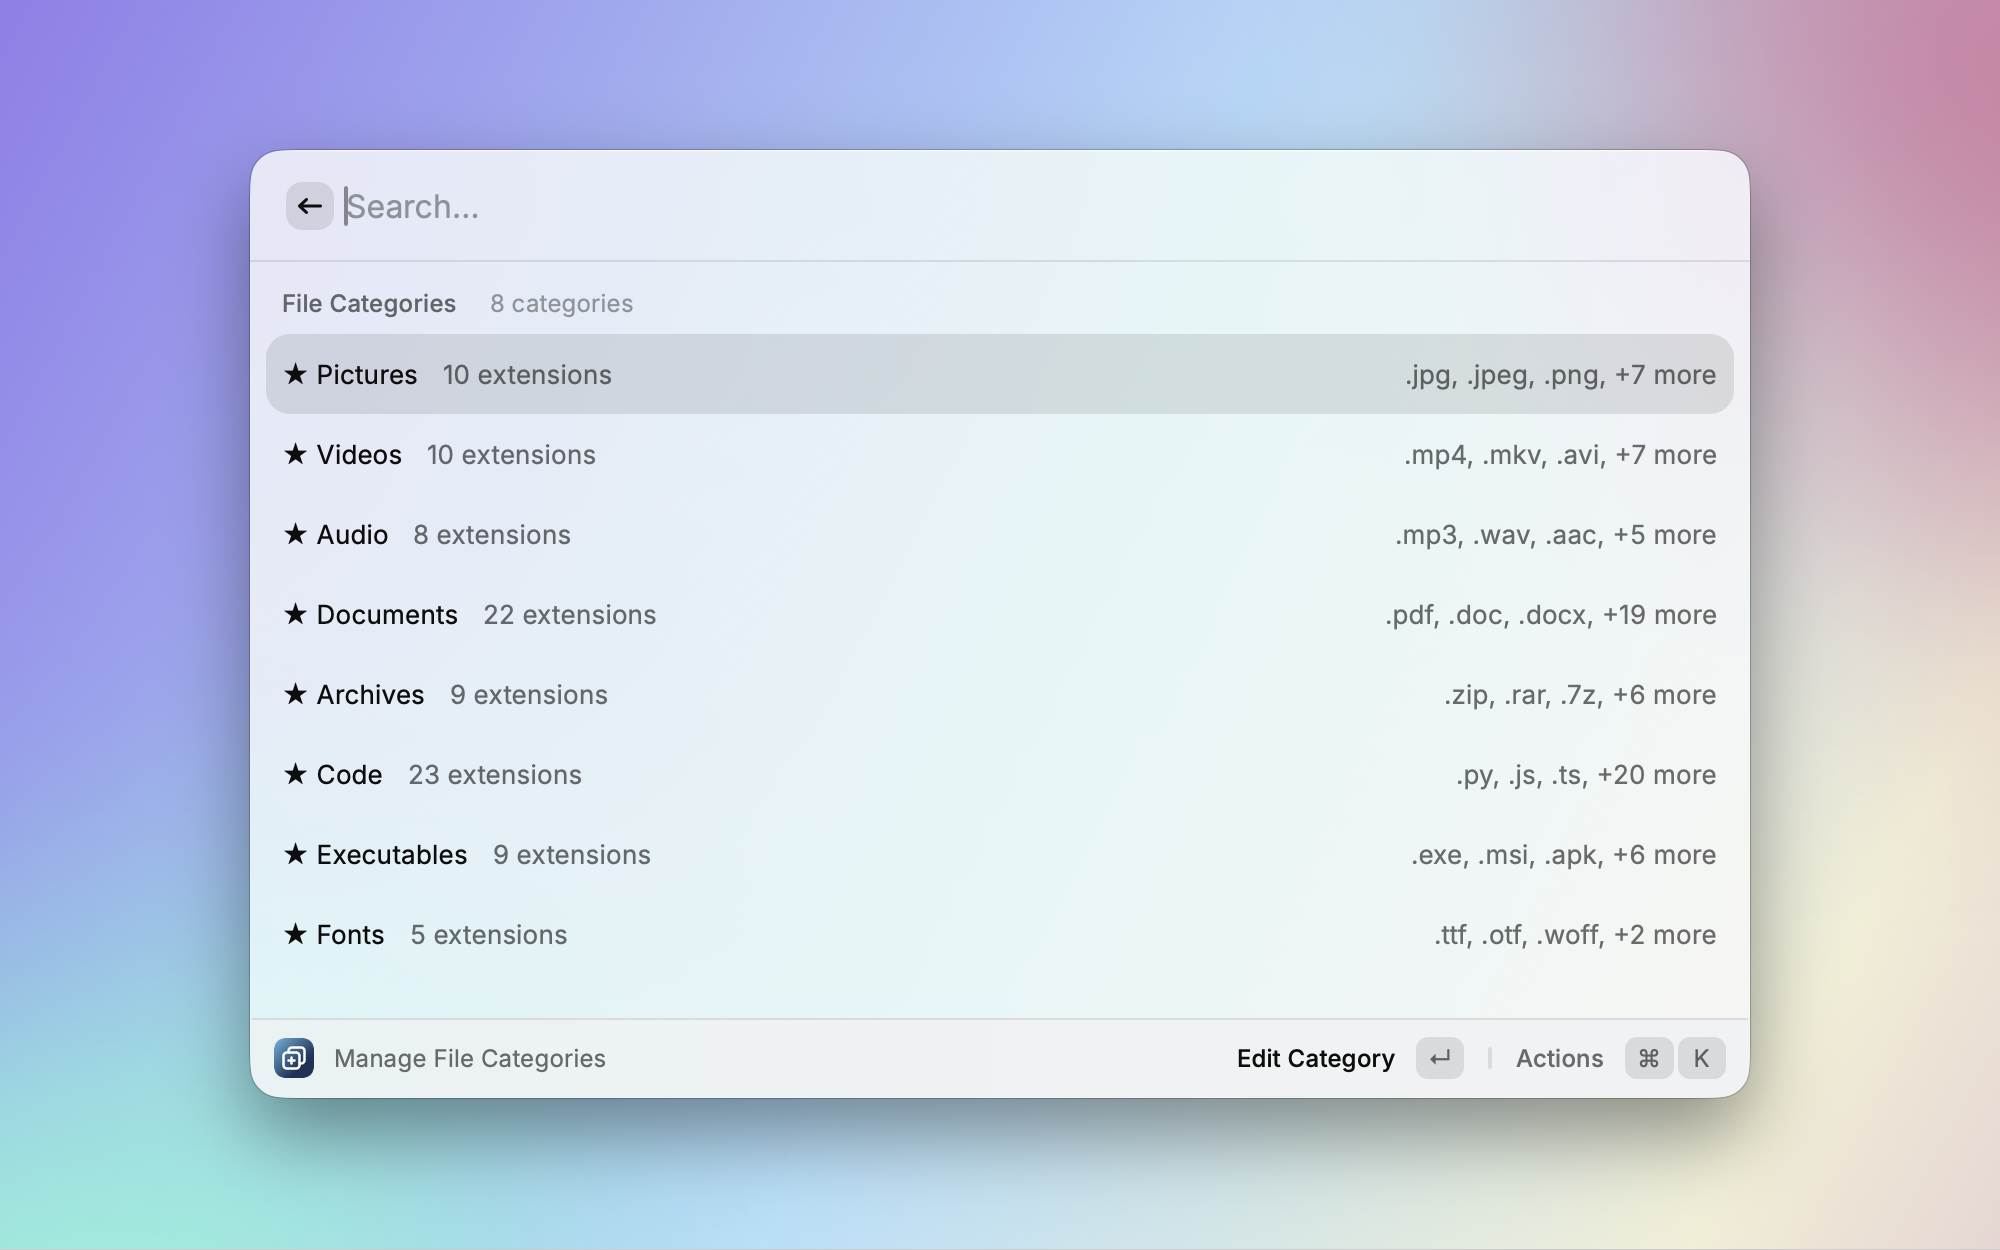 Search...
File Categories 8 categories
★ Pictures 10 extensions .jpg, .jpeg, .png, +7 more
★ Videos 10 extensions .mp4, .mkv, .avi, +7 more
★ Audio 8 extensions .mp3, .wav, .aac, +5 more
★ Documents 22 extensions .pdf, .doc, .docx, +19 more
★ Archives 9 extensions .zip, .rar, .7z, +6 more
★ Code 23 extensions .py, .js, .ts, +20 more
★ Executables 9 extensions .exe, .msi, .apk, +6 more
★ Fonts 5 extensions .ttf, .otf, .woff, +2 more
Manage File Categories Edit Category ↵ Actions ⌘ K